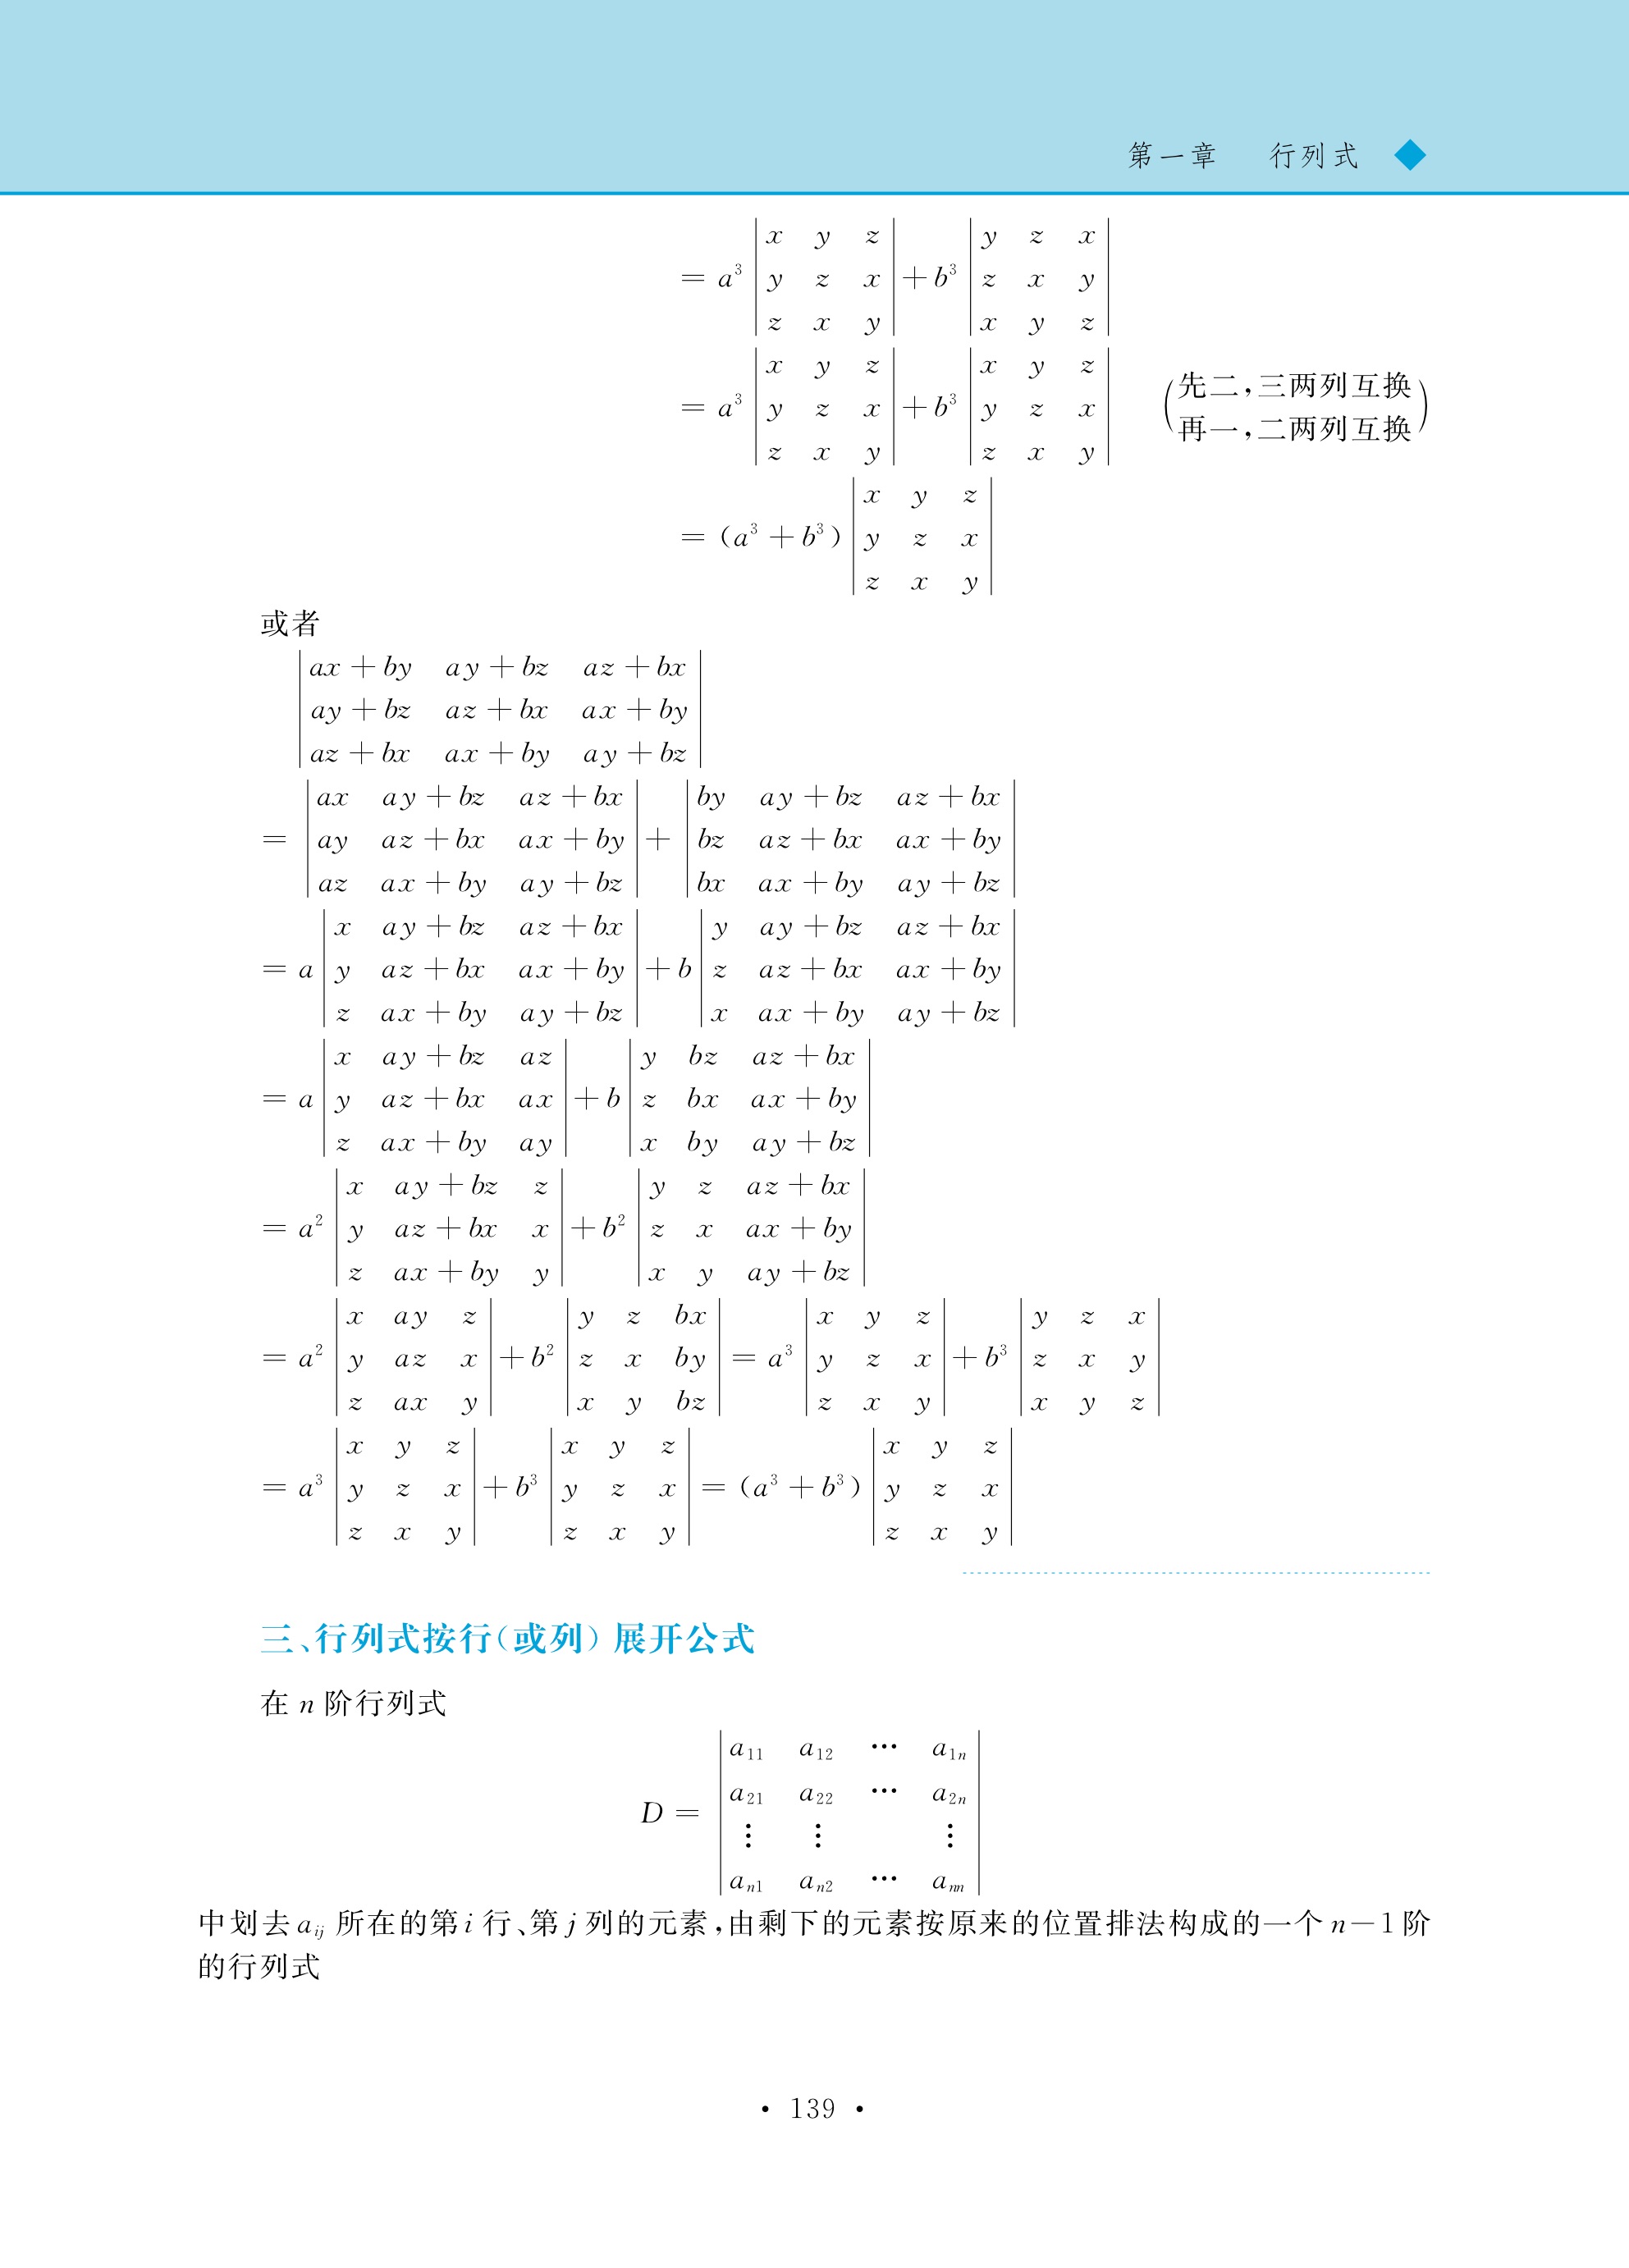 第一章 行列式 ◆
$= a^3 \begin{vmatrix} x & y & z \\ y & z & x \\ z & x & y \end{vmatrix} + b^3 \begin{vmatrix} y & z & x \\ z & x & y \\ x & y & z \end{vmatrix}$
$= a^3 \begin{vmatrix} x & y & z \\ y & z & x \\ z & x & y \end{vmatrix} + b^3 \begin{vmatrix} x & y & z \\ y & z & x \\ z & x & y \end{vmatrix} \quad \begin{pmatrix} 先二,三两列互换 \\ 再一,二两列互换 \end{pmatrix}$
$= (a^3 + b^3) \begin{vmatrix} x & y & z \\ y & z & x \\ z & x & y \end{vmatrix}$
或者
$\begin{vmatrix} ax+by & ay+bz & az+bx \\ ay+bz & az+bx & ax+by \\ az+bx & ax+by & ay+bz \end{vmatrix}$
$= \begin{vmatrix} ax & ay+bz & az+bx \\ ay & az+bx & ax+by \\ az & ax+by & ay+bz \end{vmatrix} + \begin{vmatrix} by & ay+bz & az+bx \\ bz & az+bx & ax+by \\ bx & ax+by & ay+bz \end{vmatrix}$
$= a \begin{vmatrix} x & ay+bz & az+bx \\ y & az+bx & ax+by \\ z & ax+by & ay+bz \end{vmatrix} + b \begin{vmatrix} y & ay+bz & az+bx \\ z & az+bx & ax+by \\ x & ax+by & ay+bz \end{vmatrix}$
$= a \begin{vmatrix} x & ay+bz & az \\ y & az+bx & ax \\ z & ax+by & ay \end{vmatrix} + b \begin{vmatrix} y & bz & az+bx \\ z & bx & ax+by \\ x & by & ay+bz \end{vmatrix}$
$= a^2 \begin{vmatrix} x & ay+bz & z \\ y & az+bx & x \\ z & ax+by & y \end{vmatrix} + b^2 \begin{vmatrix} y & z & az+bx \\ z & x & ax+by \\ x & y & ay+bz \end{vmatrix}$
$= a^2 \begin{vmatrix} x & ay & z \\ y & az & x \\ z & ax & y \end{vmatrix} + b^2 \begin{vmatrix} y & z & bx \\ z & x & by \\ x & y & bz \end{vmatrix} = a^3 \begin{vmatrix} x & y & z \\ y & z & x \\ z & x & y \end{vmatrix} + b^3 \begin{vmatrix} y & z & x \\ z & x & y \\ x & y & z \end{vmatrix}$
$= a^3 \begin{vmatrix} x & y & z \\ y & z & x \\ z & x & y \end{vmatrix} + b^3 \begin{vmatrix} x & y & z \\ y & z & x \\ z & x & y \end{vmatrix} = (a^3 + b^3) \begin{vmatrix} x & y & z \\ y & z & x \\ z & x & y \end{vmatrix}$
三、行列式按行(或列)展开公式
在 n 阶行列式
$D = \begin{vmatrix} a_{11} & a_{12} & \cdots & a_{1n} \\ a_{21} & a_{22} & \cdots & a_{2n} \\ \vdots & \vdots & & \vdots \\ a_{n1} & a_{n2} & \cdots & a_{nn} \end{vmatrix}$
中划去 $a_{ij}$ 所在的第 i 行、第 j 列的元素,由剩下的元素按原来的位置排法构成的一个 n−1 阶
的行列式
· 139 ·